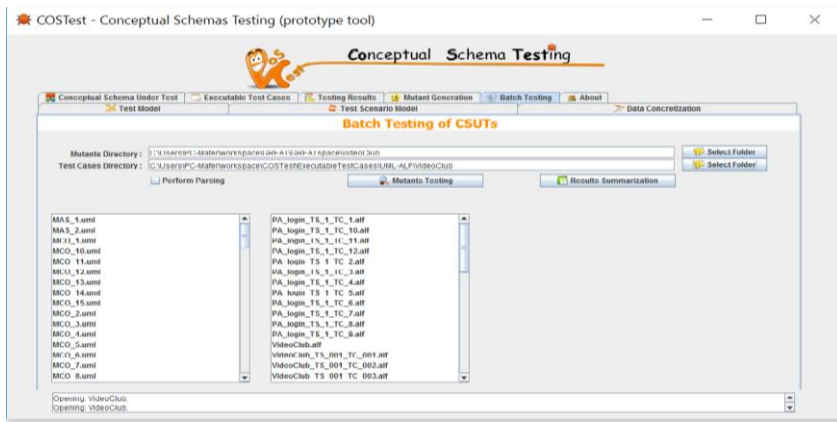 COSTest - Conceptual Schemas Testing (prototype tool)
Conceptual Schema Testing
Conceptual Schema Under Test Executable Test Cases Testing Results Mutant Generation Batch Testing About
Test Model Test Scenario Model Data Concretization
Batch Testing of CSUTs
Mutants Directory : Select Folder
Test Cases Directory : C:\Users\PC-Mafenworkspace\COSTest\ExecutableTestCases\UML-ALF\VideoClub Select Folder
Perform Parsing Mutants Testing Results Summarization
MAS_1.uml PA_login_TS_1_TC_1.alf
MAS_2.uml PA_login_TS_1_TC_10.alf
MCO_1.uml PA_login_TS_1_TC_11.alf
MCO_10.uml PA_login_TS_1_TC_12.alf
MCO_11.uml PA_login_TS_1_TC_2.alf
MCO_12.uml PA_login_TS_1_TC_3.alf
MCO_13.uml PA_login_TS_1_TC_4.alf
MCO_14.uml PA_login_TS_1_TC_5.alf
MCO_15.uml PA_login_TS_1_TC_6.alf
MCO_2.uml PA_login_TS_1_TC_7.alf
MCO_3.uml PA_login_TS_1_TC_8.alf
MCO_4.uml PA_login_TS_1_TC_9.alf
MCO_5.uml VideoClub.alf
MCO_6.uml VideoClub_TS_001_TC_001.alf
MCO_7.uml VideoClub_TS_001_TC_002.alf
MCO_8.uml VideoClub_TS_001_TC_003.alf
Opening: VideoClub.
Opening: VideoClub.